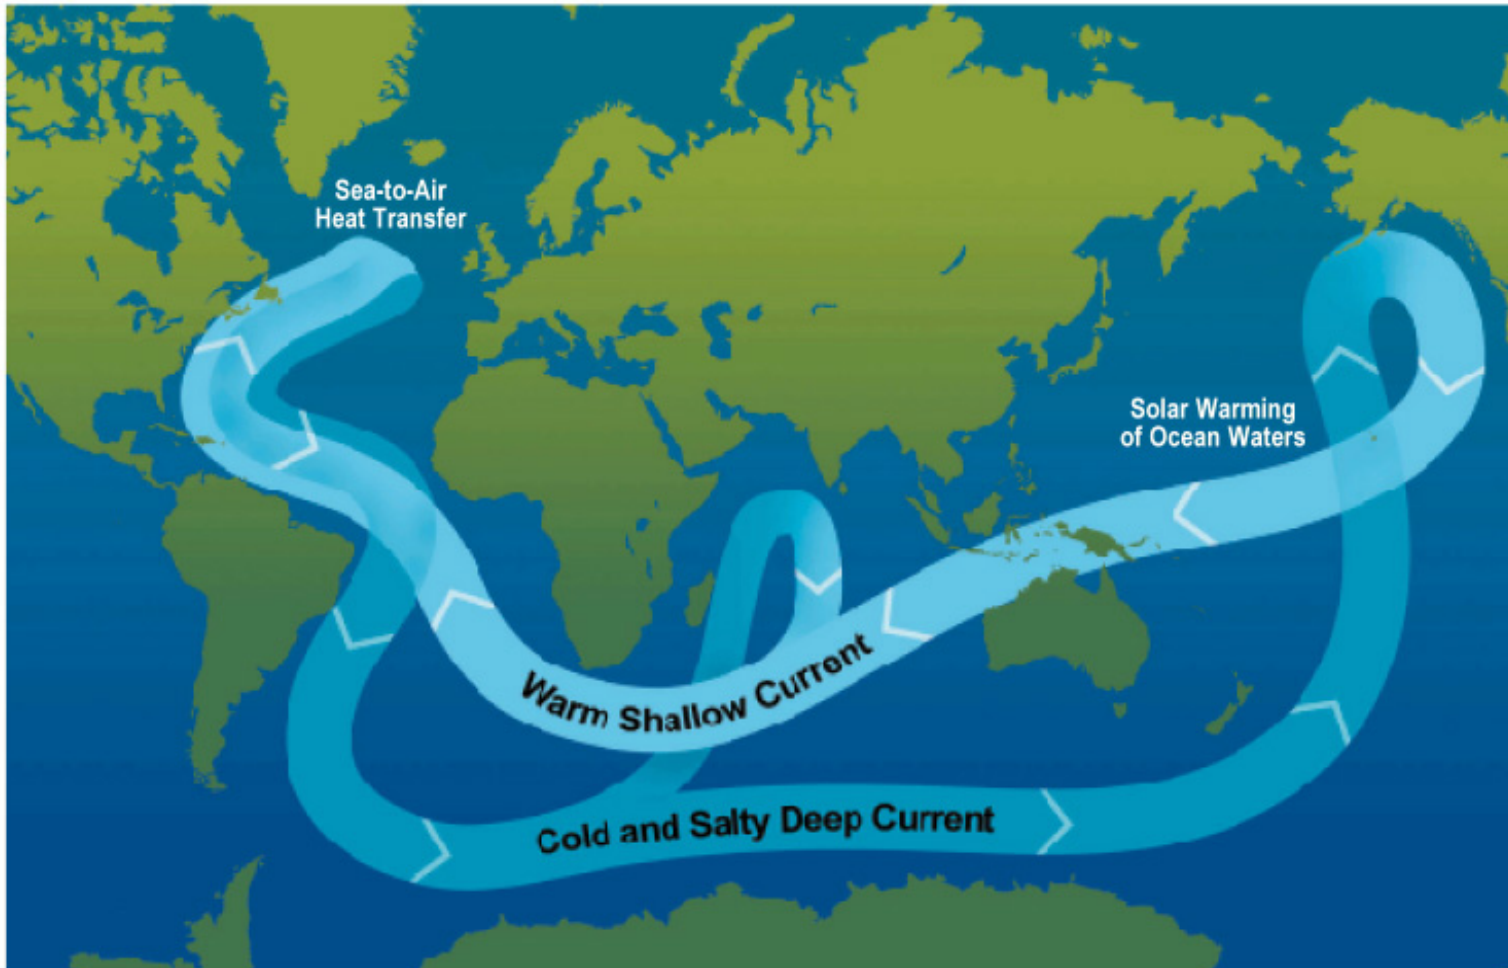 Sea-to-Air
Heat Transfer
Solar Warming
of Ocean Waters
Warm Shallow Current
Cold and Salty Deep Current